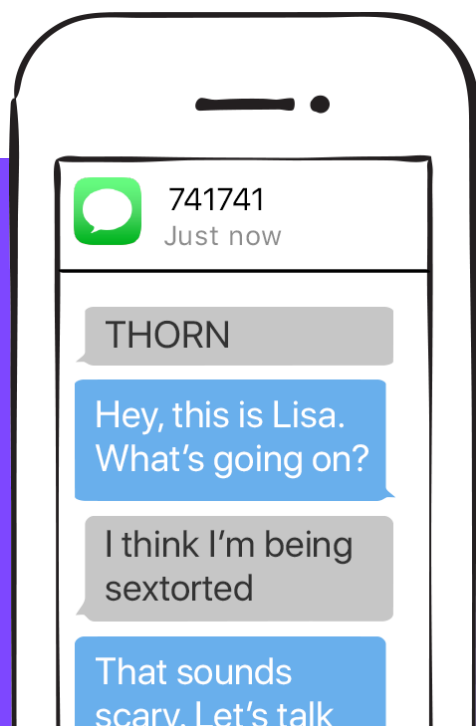 741741
Just now
THORN
Hey, this is Lisa.
What's going on?
I think I'm being
sextorted
That sounds
scary. Let's talk